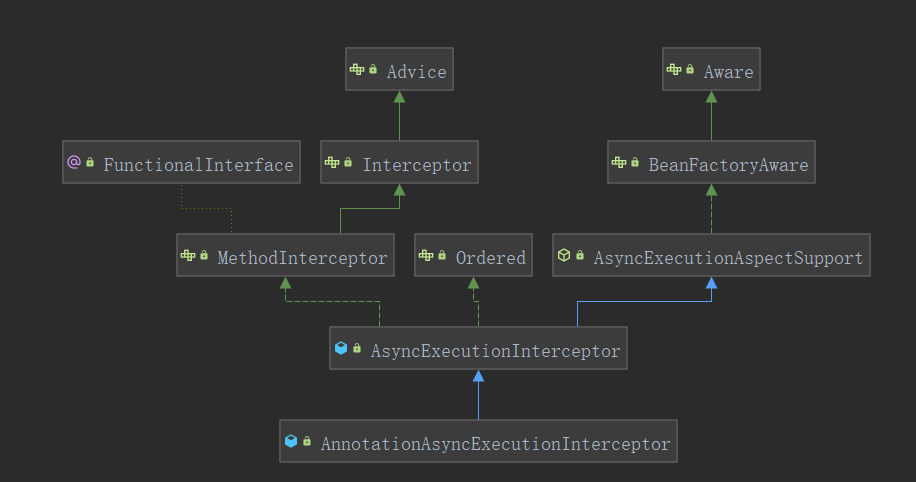 Advice
Aware
FunctionalInterface
Interceptor
BeanFactoryAware
MethodInterceptor
Ordered
AsyncExecutionAspectSupport
AsyncExecutionInterceptor
AnnotationAsyncExecutionInterceptor